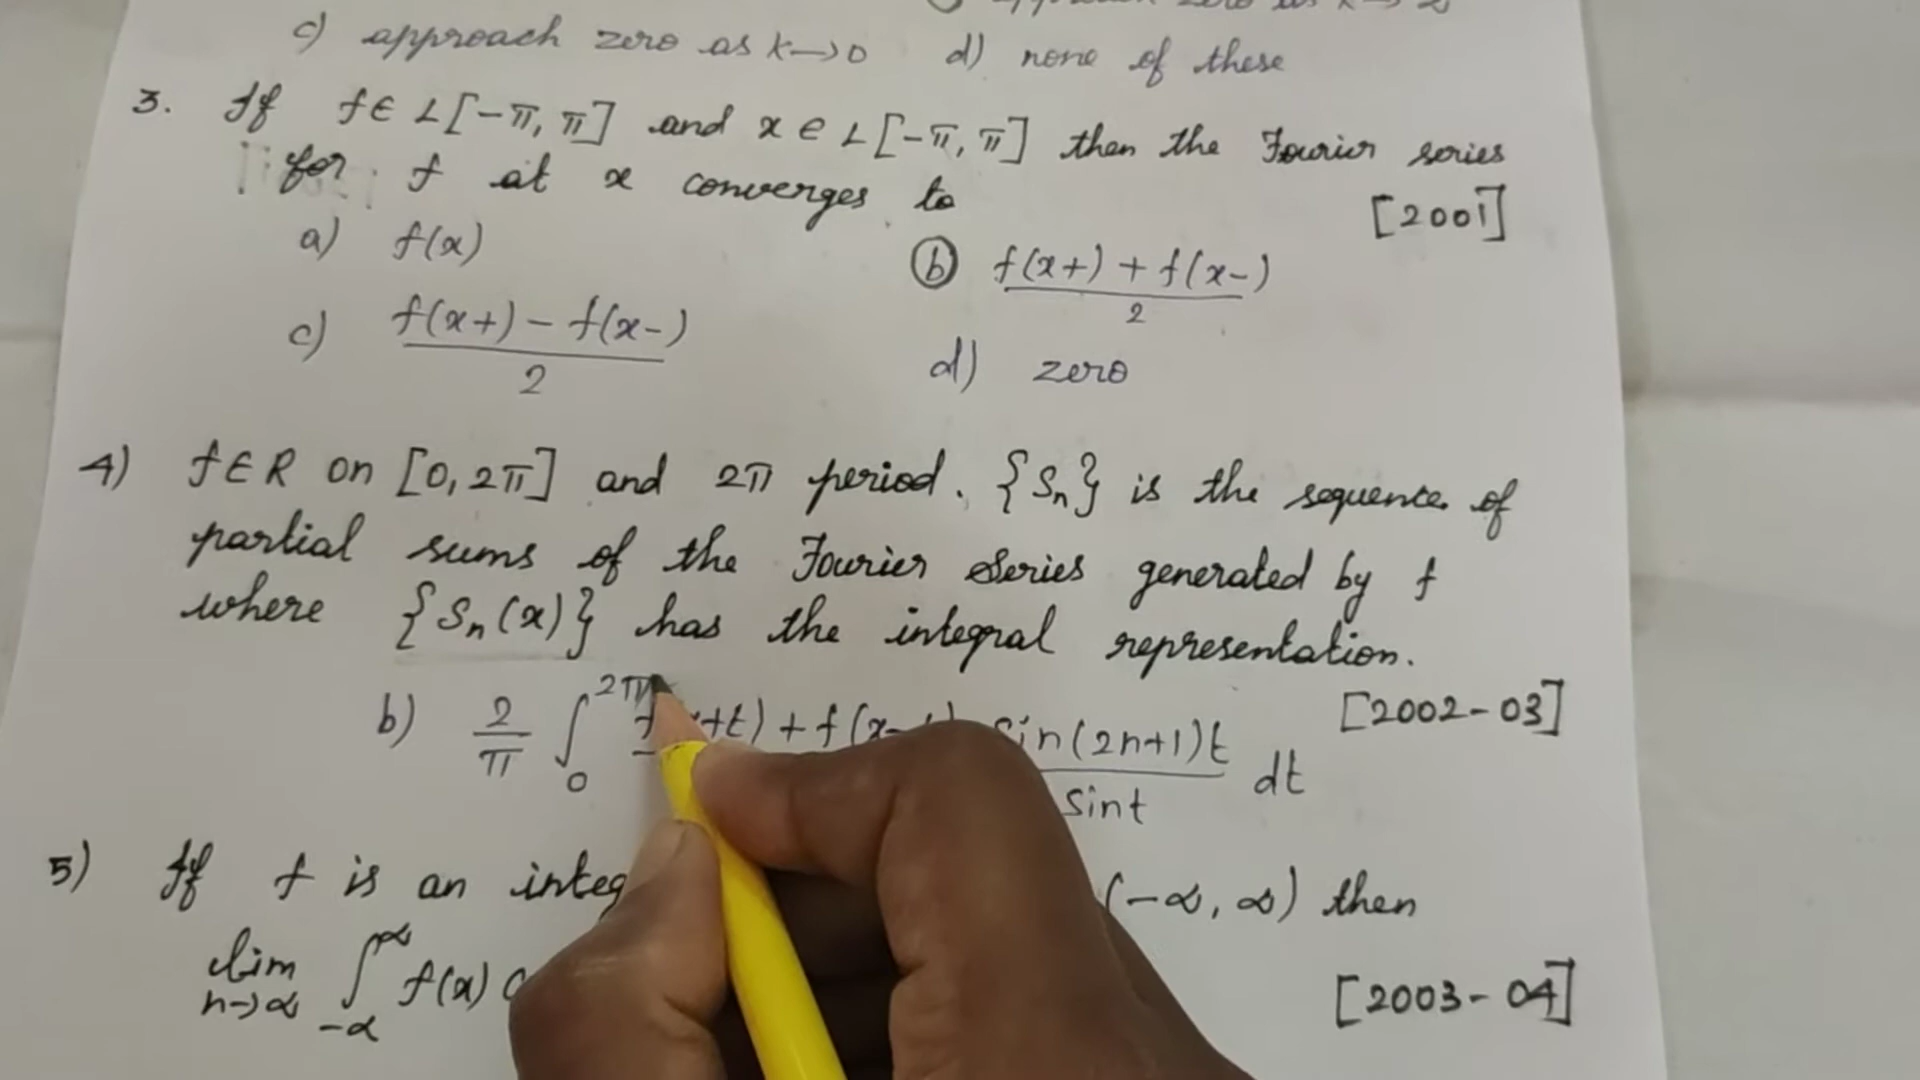 approach zero as k→∞
c) approach zero as k→0 d) none of these
3. If f∈ L[-π, π] and x ∈ L[-π, π] then the Fourier series
for f at x converges to [2001]
a) f(x) (b) f(x+) + f(x-) / 2
c) f(x+) - f(x-) / 2 d) zero
4) f∈R on [0, 2π] and 2π period. {Sn} is the sequence of
partial sums of the Fourier Series generated by f
where {Sn(x)} has the integral representation.
[2002-03]
b) 2/π ∫0^2π +t) + f(x- sin(2n+1)t / sint dt
5) If f is an (-∞, ∞) then
lim n→∞ ∫-∞^∞ f(x) [2003-04]